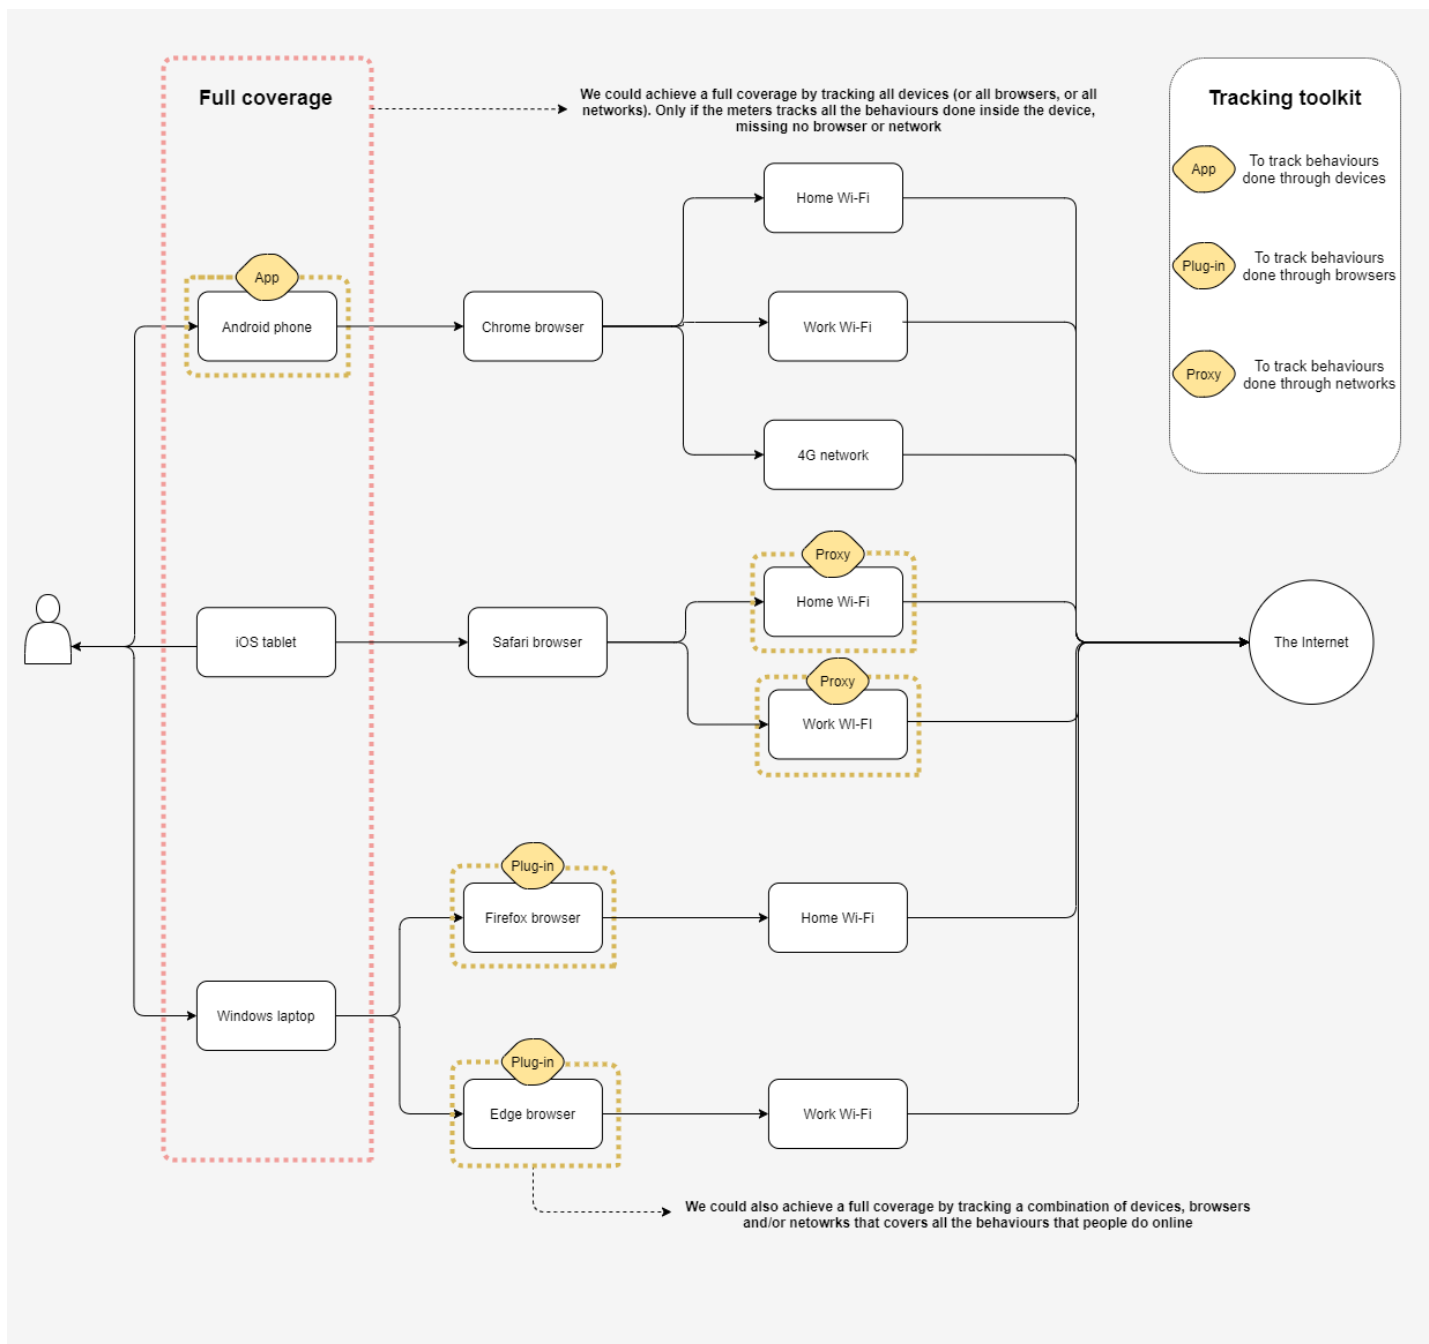 Full coverage
We could achieve a full coverage by tracking all devices (or all browsers, or all
networks). Only if the meters tracks all the behaviours done inside the device,
missing no browser or network
Tracking toolkit
App
To track behaviours
done through devices
Plug-in
To track behaviours
done through browsers
Proxy
To track behaviours
done through networks
Home Wi-Fi
App
Android phone
Chrome browser
Work Wi-Fi
4G network
Proxy
Home Wi-Fi
iOS tablet
Safari browser
The Internet
Proxy
Work WI-FI
Plug-in
Firefox browser
Home Wi-Fi
Windows laptop
Plug-in
Edge browser
Work Wi-Fi
We could also achieve a full coverage by tracking a combination of devices, browsers
and/or netowrks that covers all the behaviours that people do online